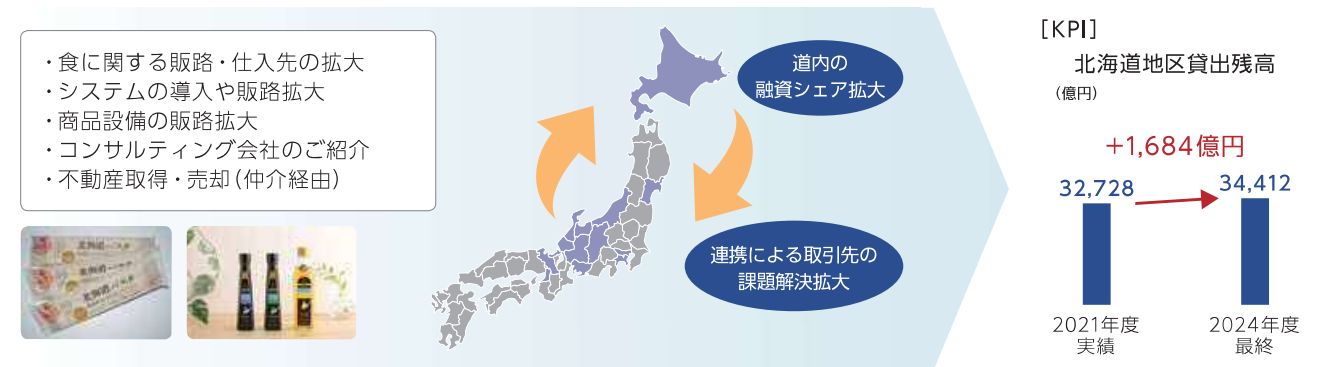 ・食に関する販路・仕入先の拡大
・システムの導入や販路拡大
・商品設備の販路拡大
・コンサルティング会社のご紹介
・不動産取得・売却(仲介経由)
道内の
融資シェア拡大
連携による取引先の
課題解決拡大
[KPI]
北海道地区貸出残高
(億円)
+1,684億円
32,728
34,412
2021年度
実績
2024年度
最終